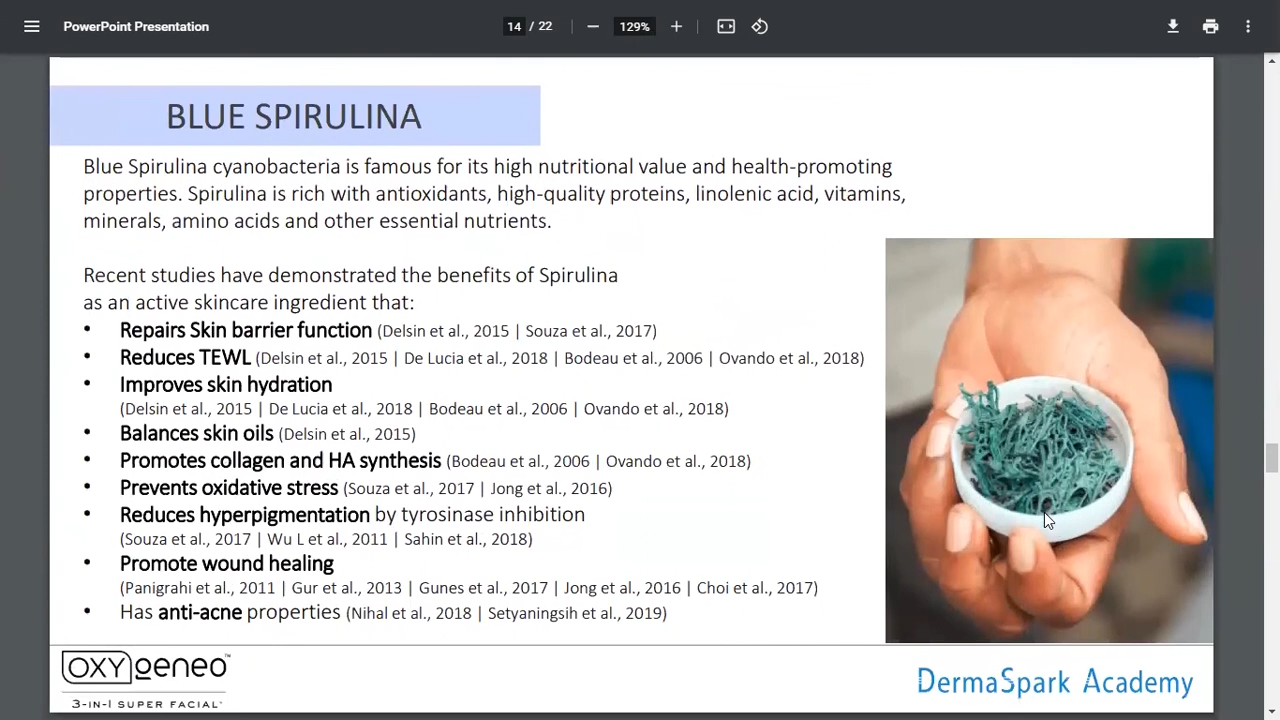 PowerPoint Presentation
14 / 22
129%
BLUE SPIRULINA
Blue Spirulina cyanobacteria is famous for its high nutritional value and health-promoting
properties. Spirulina is rich with antioxidants, high-quality proteins, linolenic acid, vitamins,
minerals, amino acids and other essential nutrients.
Recent studies have demonstrated the benefits of Spirulina
as an active skincare ingredient that:
• Repairs Skin barrier function (Delsin et al., 2015 | Souza et al., 2017)
• Reduces TEWL (Delsin et al., 2015 | De Lucia et al., 2018 | Bodeau et al., 2006 | Ovando et al., 2018)
• Improves skin hydration
(Delsin et al., 2015 | De Lucia et al., 2018 | Bodeau et al., 2006 | Ovando et al., 2018)
• Balances skin oils (Delsin et al., 2015)
• Promotes collagen and HA synthesis (Bodeau et al., 2006 | Ovando et al., 2018)
• Prevents oxidative stress (Souza et al., 2017 | Jong et al., 2016)
• Reduces hyperpigmentation by tyrosinase inhibition
(Souza et al., 2017 | Wu L et al., 2011 | Sahin et al., 2018)
• Promote wound healing
(Panigrahi et al., 2011 | Gur et al., 2013 | Gunes et al., 2017 | Jong et al., 2016 | Choi et al., 2017)
• Has anti-acne properties (Nihal et al., 2018 | Setyaningsih et al., 2019)
OXYgeneo™
3-IN-1 SUPER FACIAL
DermaSpark Academy